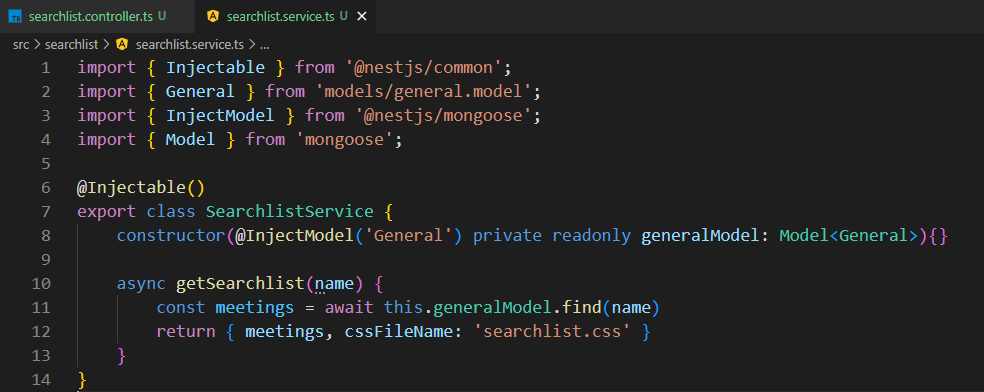 searchlist.controller.ts U searchlist.service.ts U ×
src > searchlist > searchlist.service.ts > ...
1 import { Injectable } from '@nestjs/common';
2 import { General } from 'models/general.model';
3 import { InjectModel } from '@nestjs/mongoose';
4 import { Model } from 'mongoose';
5
6 @Injectable()
7 export class SearchlistService {
8     constructor(@InjectModel('General') private readonly generalModel: Model<General>){}
9
10     async getSearchlist(name) {
11         const meetings = await this.generalModel.find(name)
12         return { meetings, cssFileName: 'searchlist.css' }
13     }
14 }